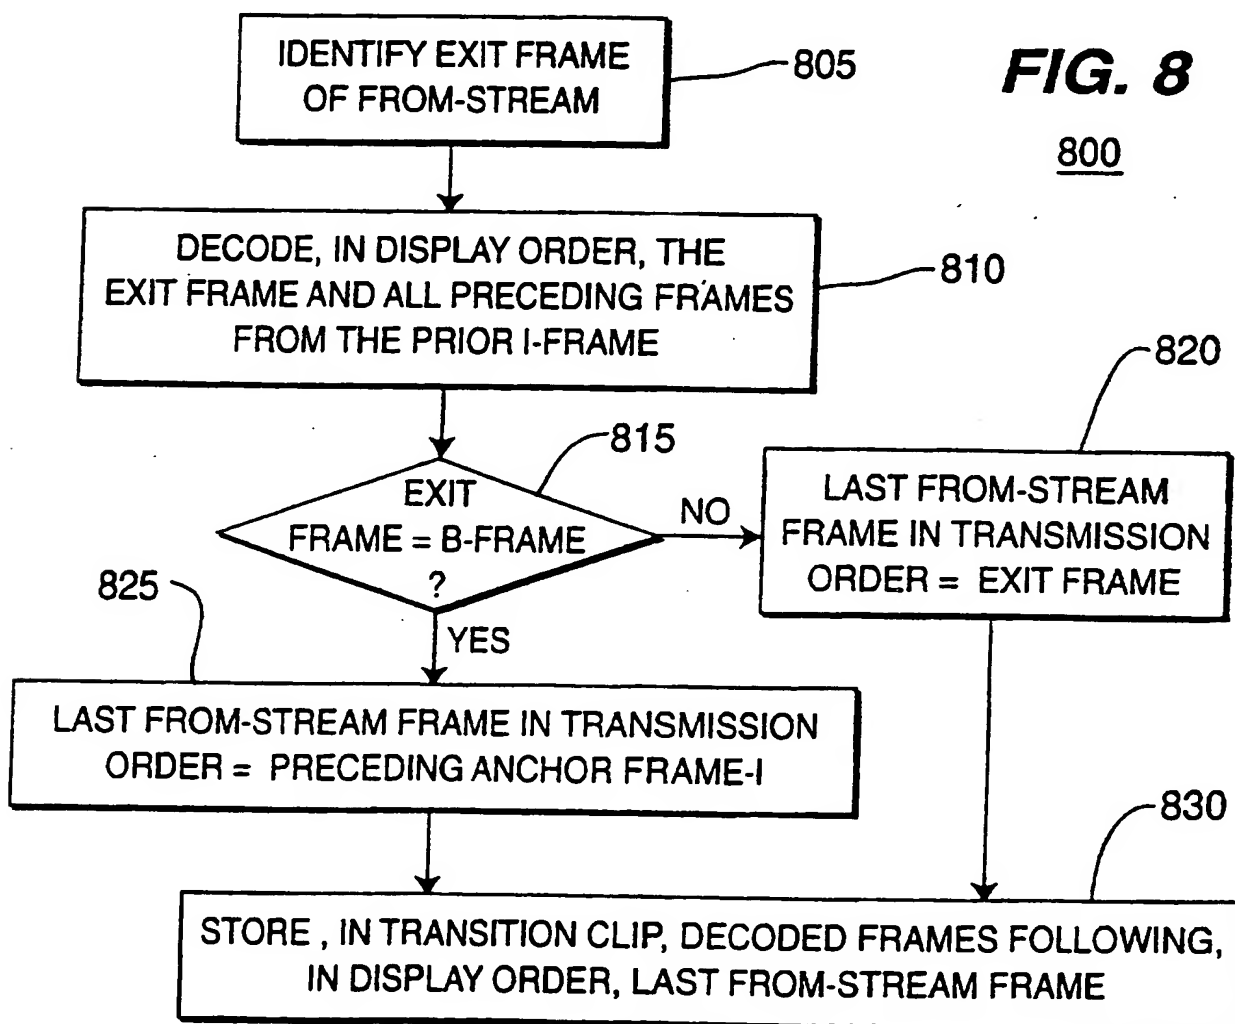 FIG. 8
800
IDENTIFY EXIT FRAME
OF FROM-STREAM
805
DECODE, IN DISPLAY ORDER, THE
EXIT FRAME AND ALL PRECEDING FRAMES
FROM THE PRIOR I-FRAME
810
EXIT
FRAME = B-FRAME
?
815
NO
YES
820
LAST FROM-STREAM
FRAME IN TRANSMISSION
ORDER = EXIT FRAME
825
LAST FROM-STREAM FRAME IN TRANSMISSION
ORDER = PRECEDING ANCHOR FRAME-I
830
STORE , IN TRANSITION CLIP, DECODED FRAMES FOLLOWING,
IN DISPLAY ORDER, LAST FROM-STREAM FRAME